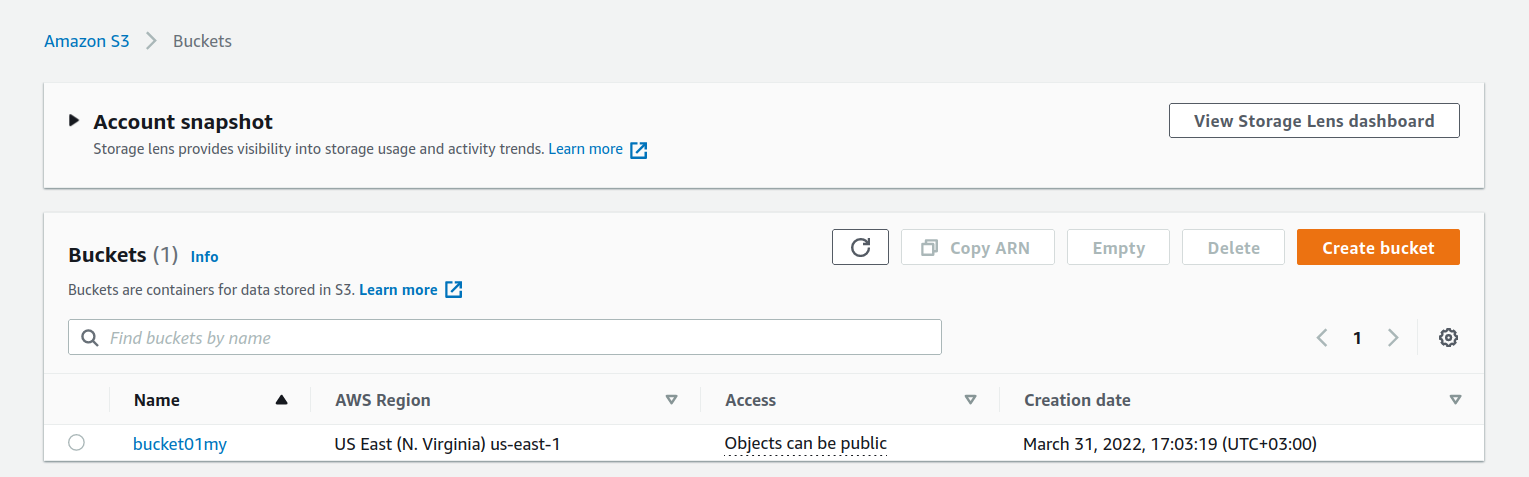 Amazon S3 Buckets
Account snapshot
View Storage Lens dashboard
Storage lens provides visibility into storage usage and activity trends. Learn more
Buckets (1) Info
Copy ARN Empty Delete Create bucket
Buckets are containers for data stored in S3. Learn more
Find buckets by name
1
Name AWS Region Access Creation date
bucket01my US East (N. Virginia) us-east-1 Objects can be public March 31, 2022, 17:03:19 (UTC+03:00)